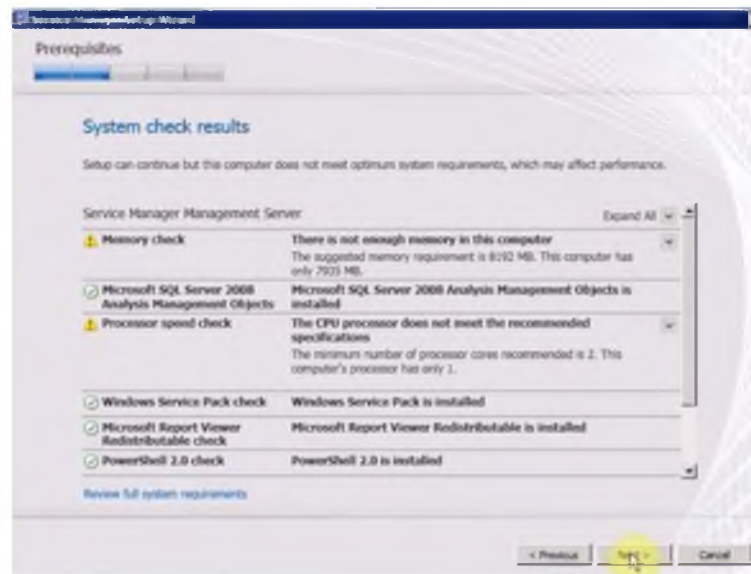 Service Manager Setup Wizard
Prerequisites
System check results
Setup can continue but this computer does not meet optimum system requirements, which may affect performance.
Service Manager Management Server
Expand All
Memory check
There is not enough memory in this computer
The suggested memory requirement is 8192 MB. This computer has
only 7935 MB.
Microsoft SQL Server 2008
Analysis Management Objects
Microsoft SQL Server 2008 Analysis Management Objects is
installed
Processor speed check
The CPU processor does not meet the recommended
specifications
The minimum number of processor cores recommended is 2. This
computer's processor has only 1.
Windows Service Pack check
Windows Service Pack is installed
Microsoft Report Viewer
Redistributable check
Microsoft Report Viewer Redistributable is installed
PowerShell 2.0 check
PowerShell 2.0 is installed
Review full system requirements
< Previous
Next >
Cancel